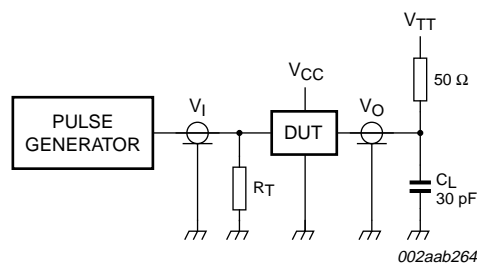 V_TT
50 Ω
V_CC
V_I
V_O
PULSE
GENERATOR
DUT
R_T
C_L
30 pF
002aab264